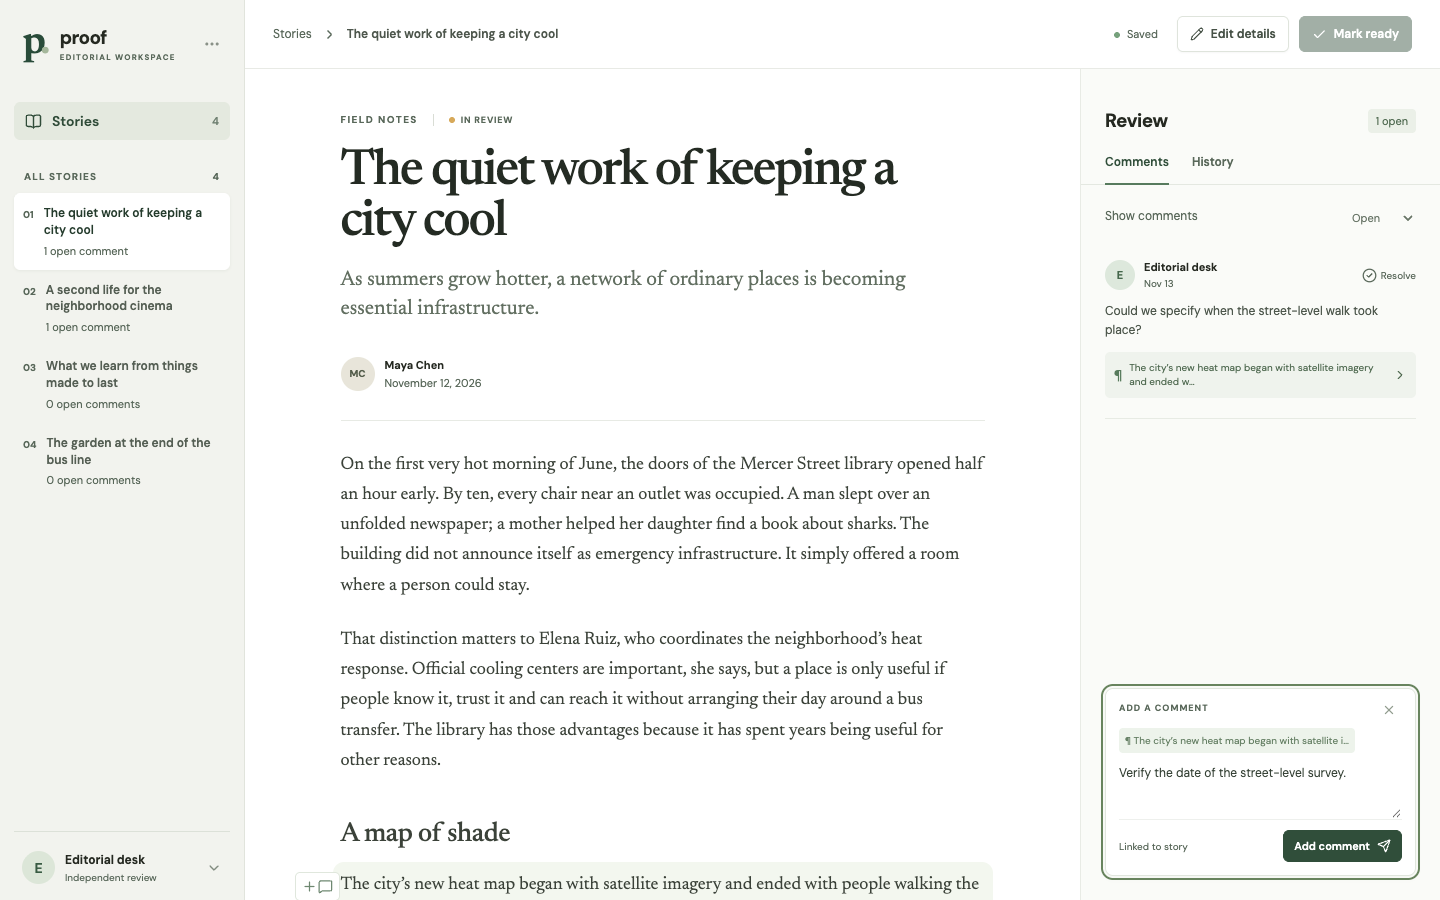 proof
EDITORIAL WORKSPACE
Stories
4
ALL STORIES
4
01
The quiet work of keeping a
city cool
1 open comment
02
A second life for the
neighborhood cinema
1 open comment
03
What we learn from things
made to last
0 open comments
04
The garden at the end of the
bus line
0 open comments
E
Editorial desk
Independent review
Stories
The quiet work of keeping a city cool
Saved
Edit details
Mark ready
FIELD NOTES
IN REVIEW
The quiet work of keeping a
city cool
As summers grow hotter, a network of ordinary places is becoming
essential infrastructure.
MC
Maya Chen
November 12, 2026
On the first very hot morning of June, the doors of the Mercer Street library opened half
an hour early. By ten, every chair near an outlet was occupied. A man slept over an
unfolded newspaper; a mother helped her daughter find a book about sharks. The
building did not announce itself as emergency infrastructure. It simply offered a room
where a person could stay.
That distinction matters to Elena Ruiz, who coordinates the neighborhood’s heat
response. Official cooling centers are important, she says, but a place is only useful if
people know it, trust it and can reach it without arranging their day around a bus
transfer. The library has those advantages because it has spent years being useful for
other reasons.
A map of shade
The city’s new heat map began with satellite imagery and ended with people walking the
Review
1 open
Comments
History
Show comments
Open
E
Editorial desk
Nov 13
Resolve
Could we specify when the street-level walk took
place?
¶ The city’s new heat map began with satellite imagery
and ended w...
ADD A COMMENT
¶ The city’s new heat map began with satellite i...
Verify the date of the street-level survey.
Linked to story
Add comment